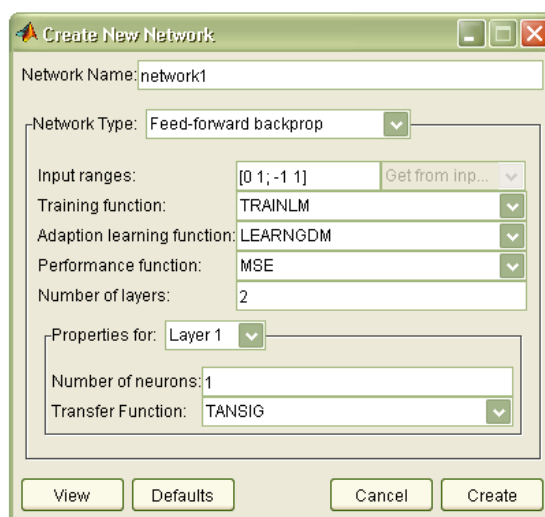 Create New Network
Network Name: network1
Network Type: Feed-forward backprop
Input ranges: [0 1; -1 1] Get from inp...
Training function: TRAINLM
Adaption learning function: LEARNGDM
Performance function: MSE
Number of layers: 2
Properties for: Layer 1
Number of neurons: 1
Transfer Function: TANSIG
View Defaults Cancel Create